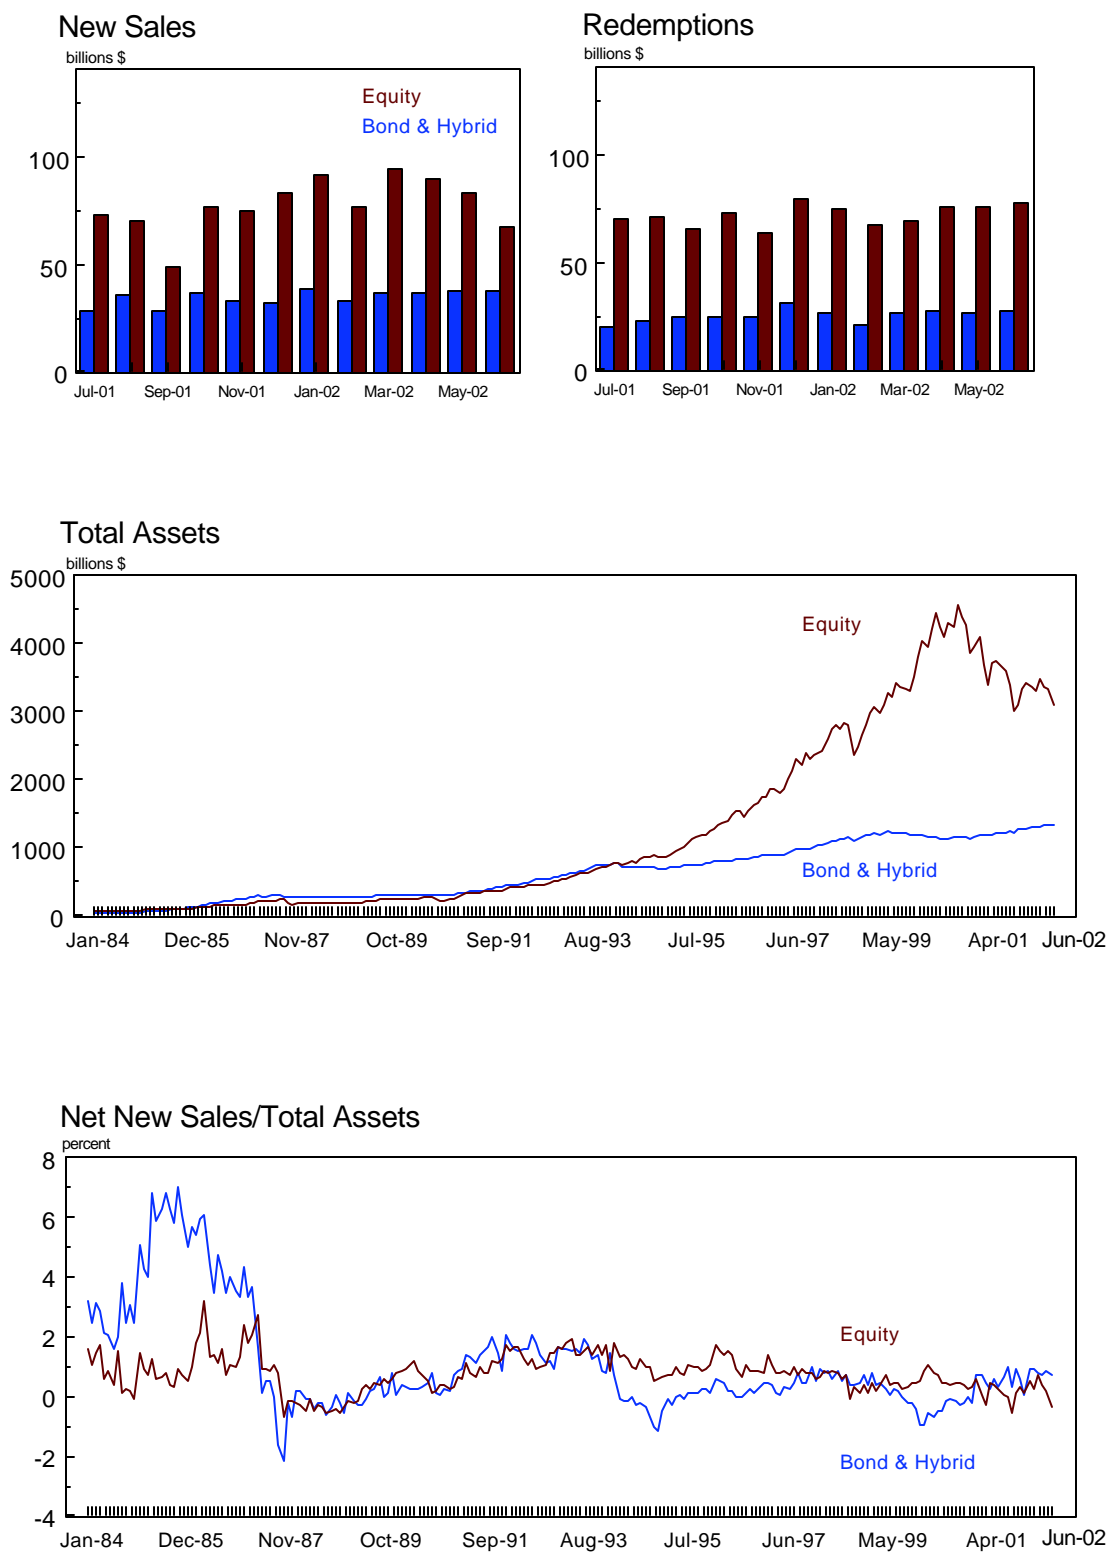 New Sales
billions $
Equity
Bond & Hybrid
100
50
0
Jul-01 Sep-01 Nov-01 Jan-02 Mar-02 May-02
Redemptions
billions $
100
50
0
Jul-01 Sep-01 Nov-01 Jan-02 Mar-02 May-02
Total Assets
billions $
5000
4000
3000
2000
1000
0
Equity
Bond & Hybrid
Jan-84 Dec-85 Nov-87 Oct-89 Sep-91 Aug-93 Jul-95 Jun-97 May-99 Apr-01 Jun-02
Net New Sales/Total Assets
percent
8
6
4
2
0
-2
-4
Equity
Bond & Hybrid
Jan-84 Dec-85 Nov-87 Oct-89 Sep-91 Aug-93 Jul-95 Jun-97 May-99 Apr-01 Jun-02